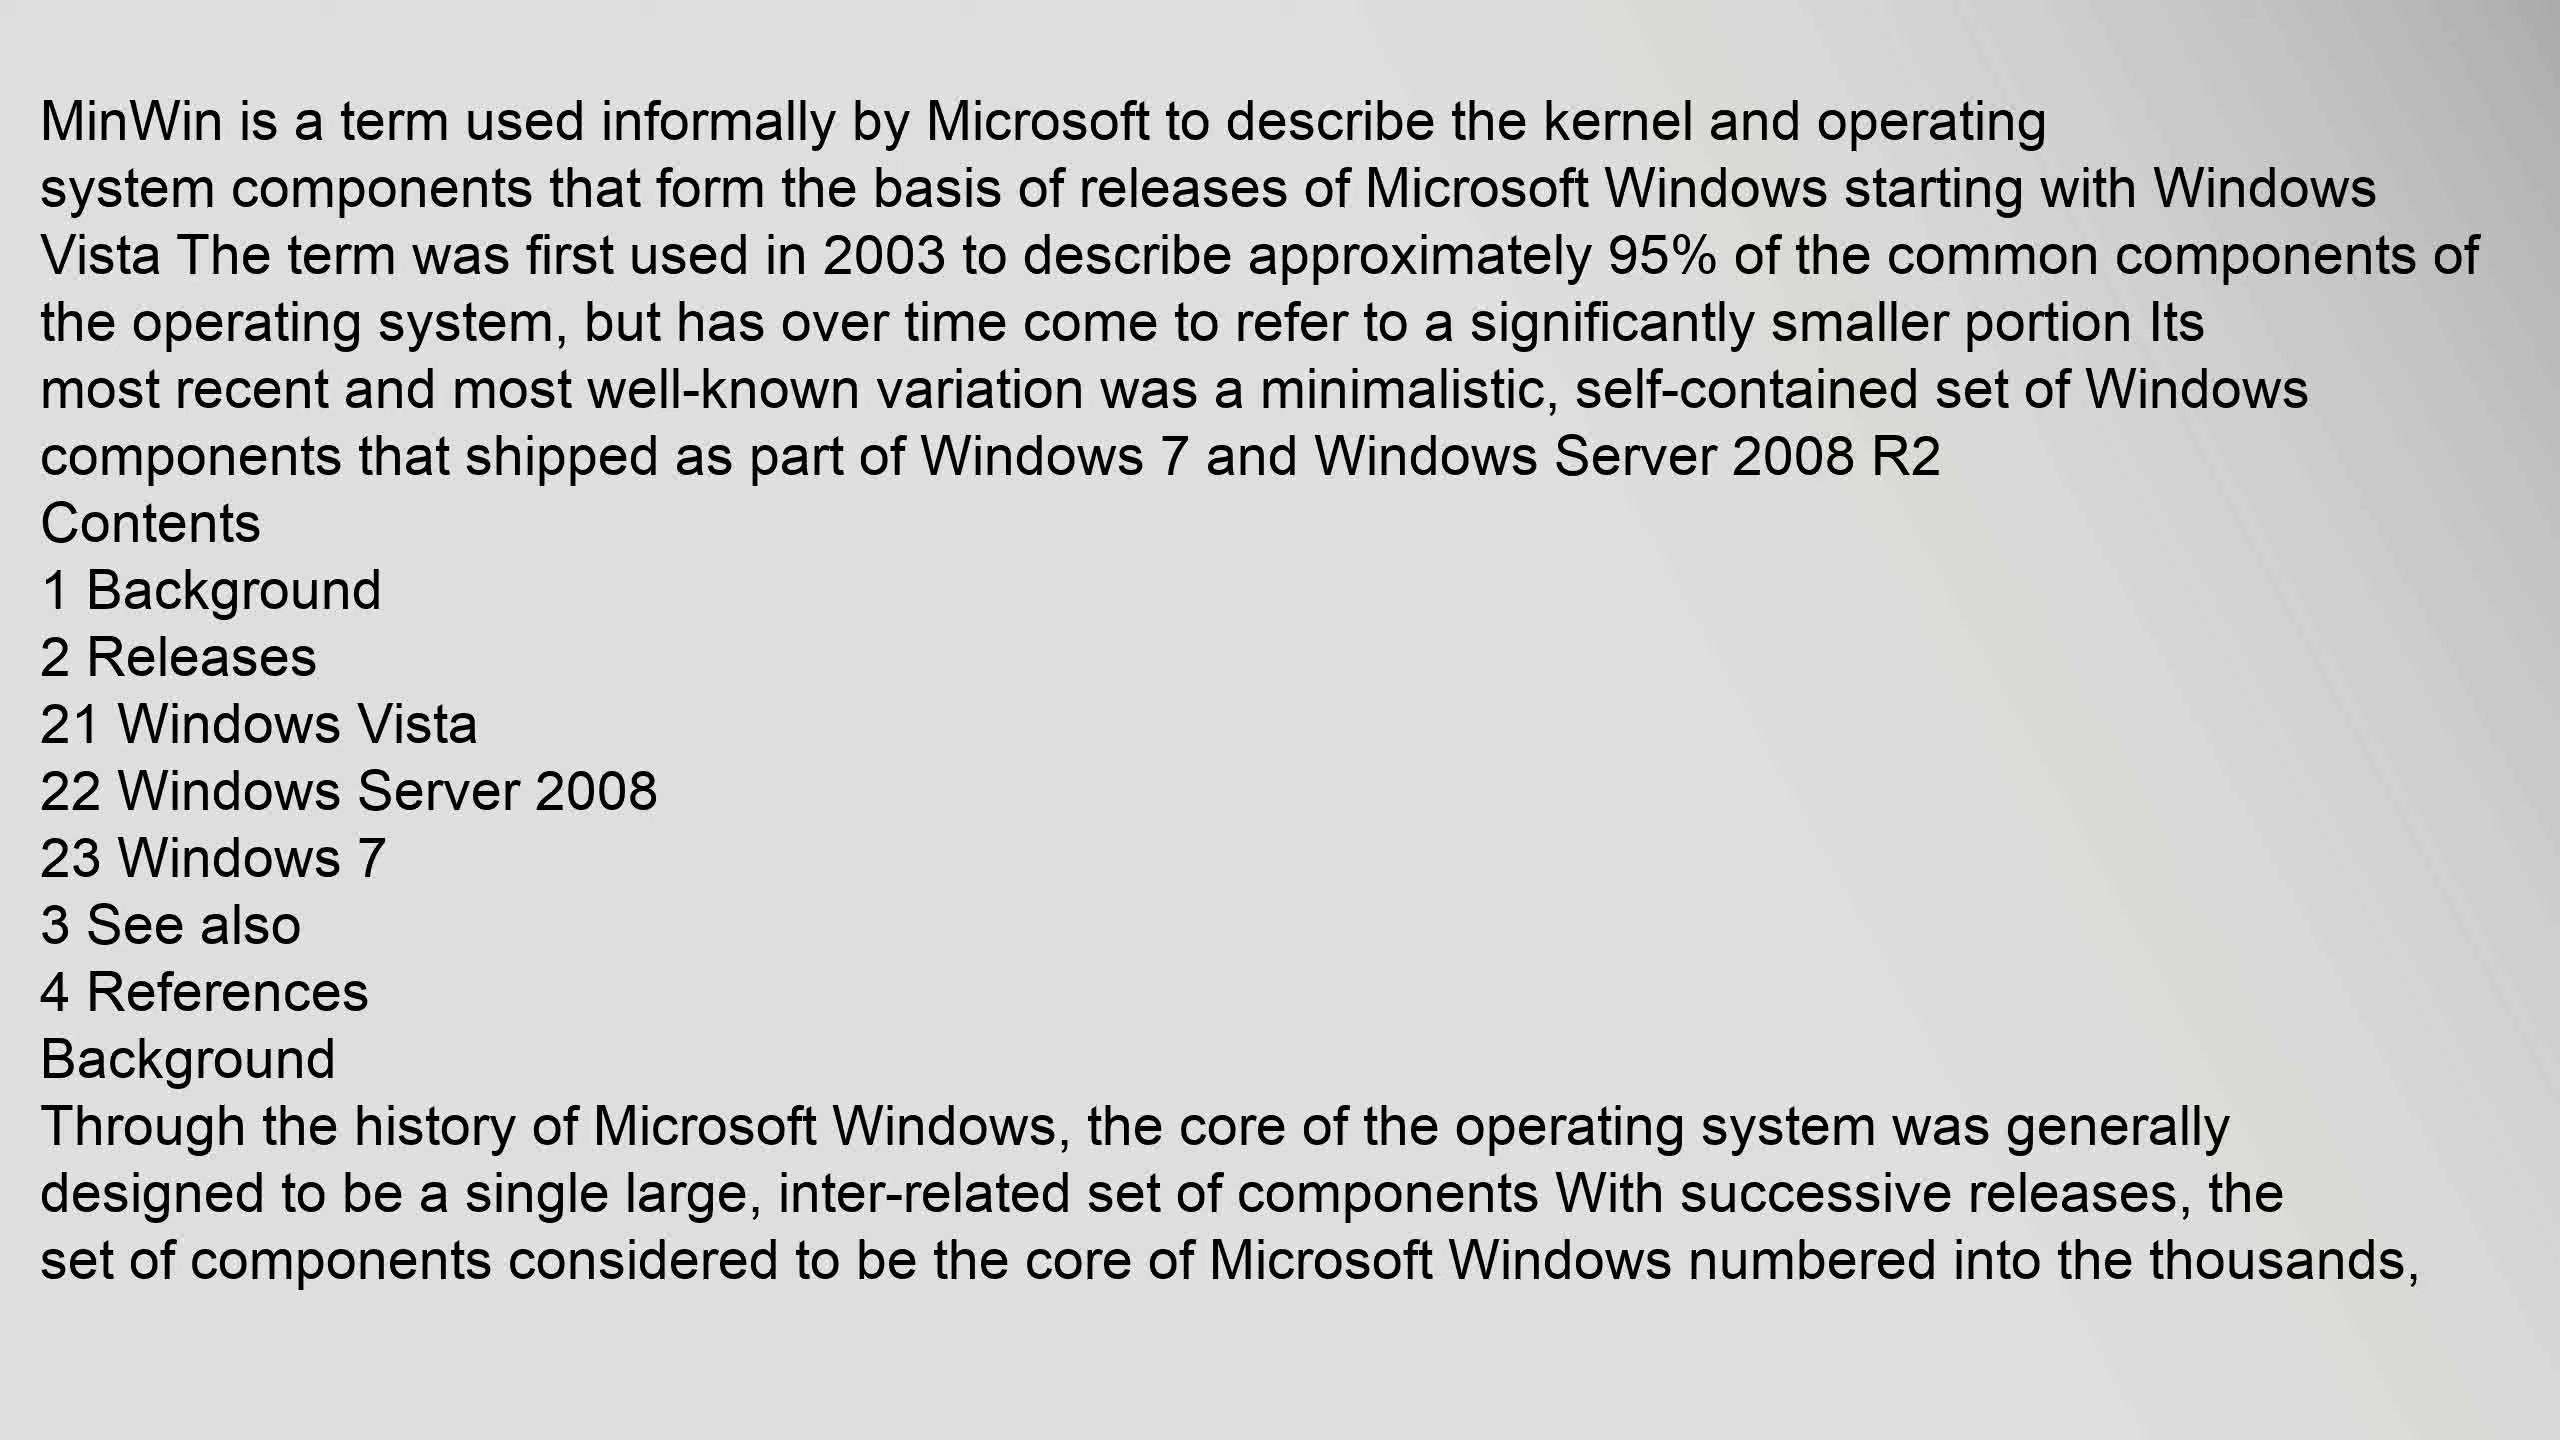 MinWin is a term used informally by Microsoft to describe the kernel and operating
system components that form the basis of releases of Microsoft Windows starting with Windows
Vista The term was first used in 2003 to describe approximately 95% of the common components of
the operating system, but has over time come to refer to a significantly smaller portion Its
most recent and most well-known variation was a minimalistic, self-contained set of Windows
components that shipped as part of Windows 7 and Windows Server 2008 R2
Contents
1 Background
2 Releases
21 Windows Vista
22 Windows Server 2008
23 Windows 7
3 See also
4 References
Background
Through the history of Microsoft Windows, the core of the operating system was generally
designed to be a single large, inter-related set of components With successive releases, the
set of components considered to be the core of Microsoft Windows numbered into the thousands,